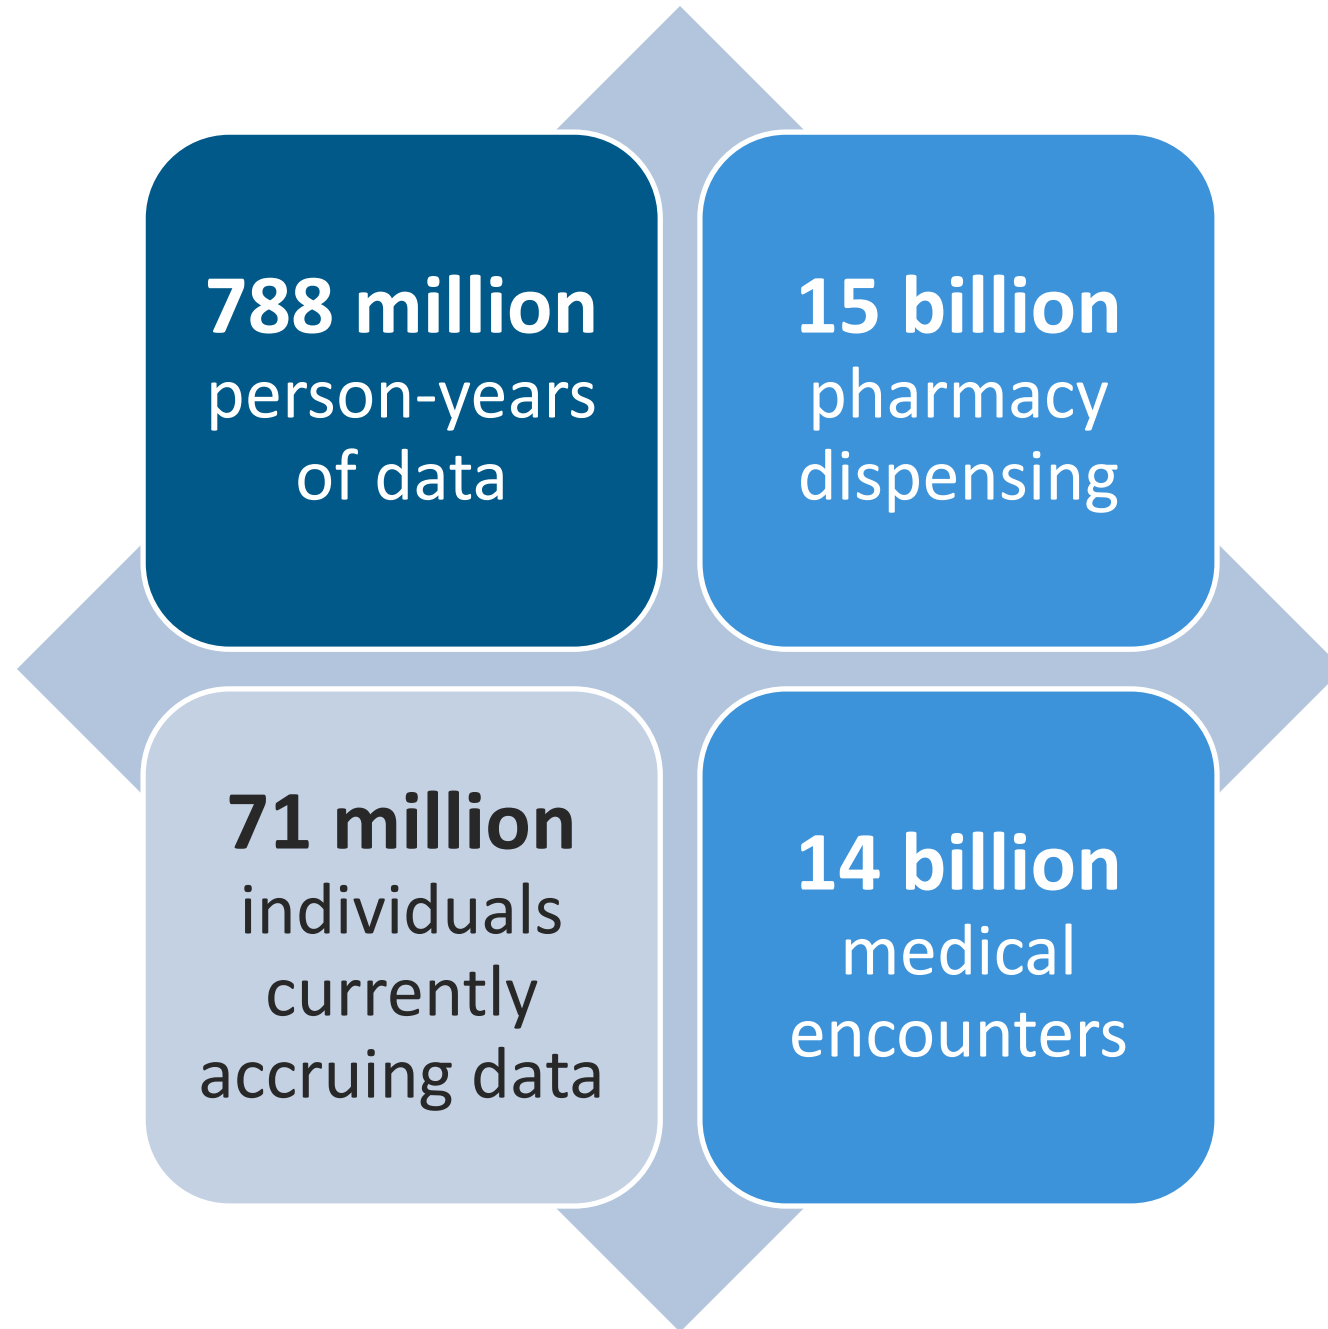 788 million
person-years
of data
15 billion
pharmacy
dispensing
71 million
individuals
currently
accruing data
14 billion
medical
encounters